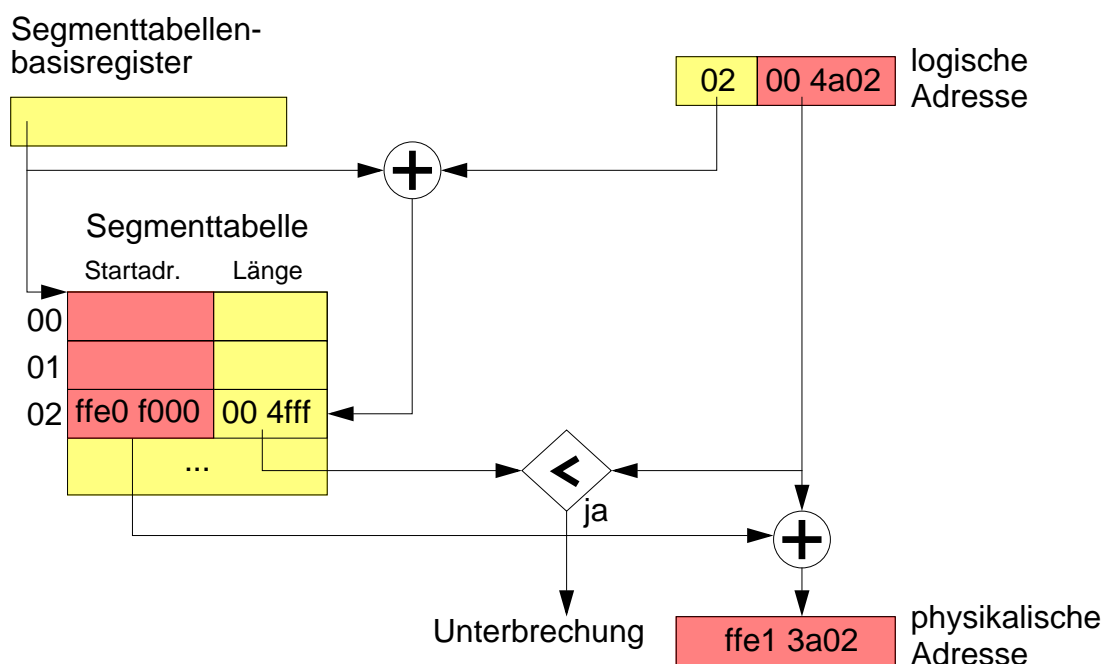 Segmenttabellen-
basisregister
02 00 4a02
logische
Adresse
+
Segmenttabelle
Startadr. Länge
00
01
02 ffe0 f000 00 4fff
...
<
ja
+
Unterbrechung
ffe1 3a02
physikalische
Adresse